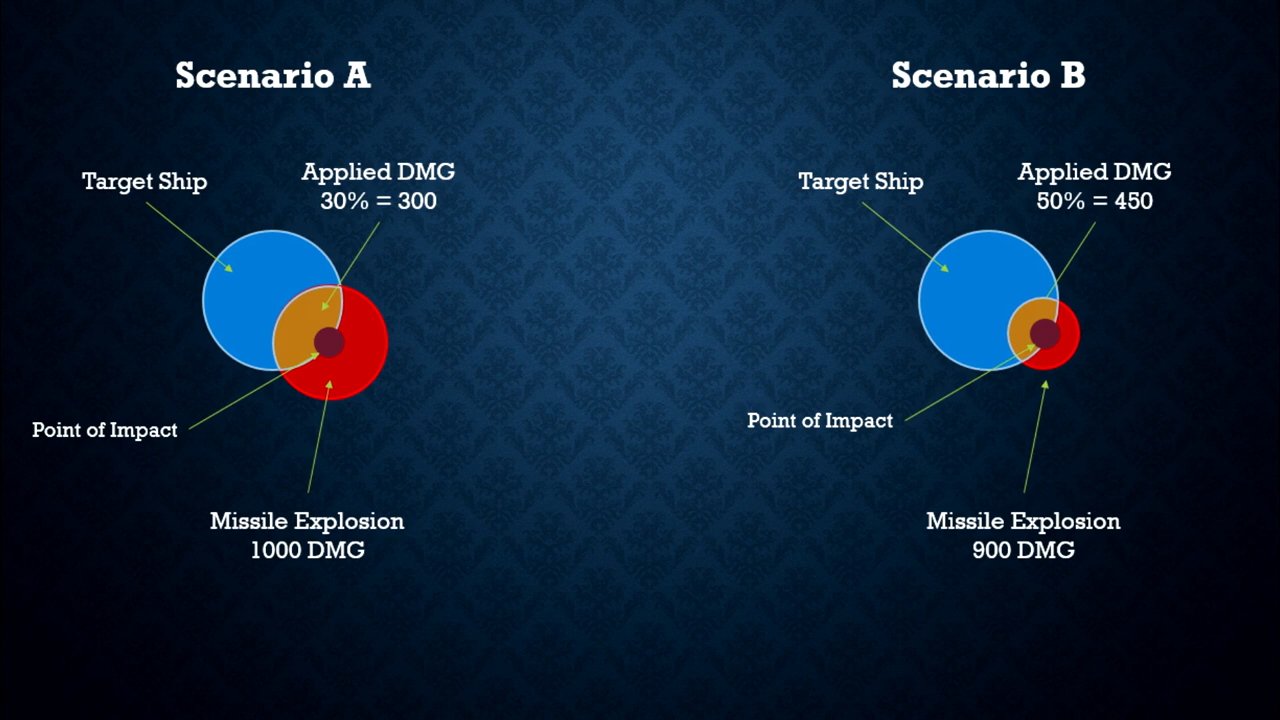 Scenario A
Target Ship
Applied DMG
30% = 300
Point of Impact
Missile Explosion
1000 DMG
Scenario B
Target Ship
Applied DMG
50% = 450
Point of Impact
Missile Explosion
900 DMG